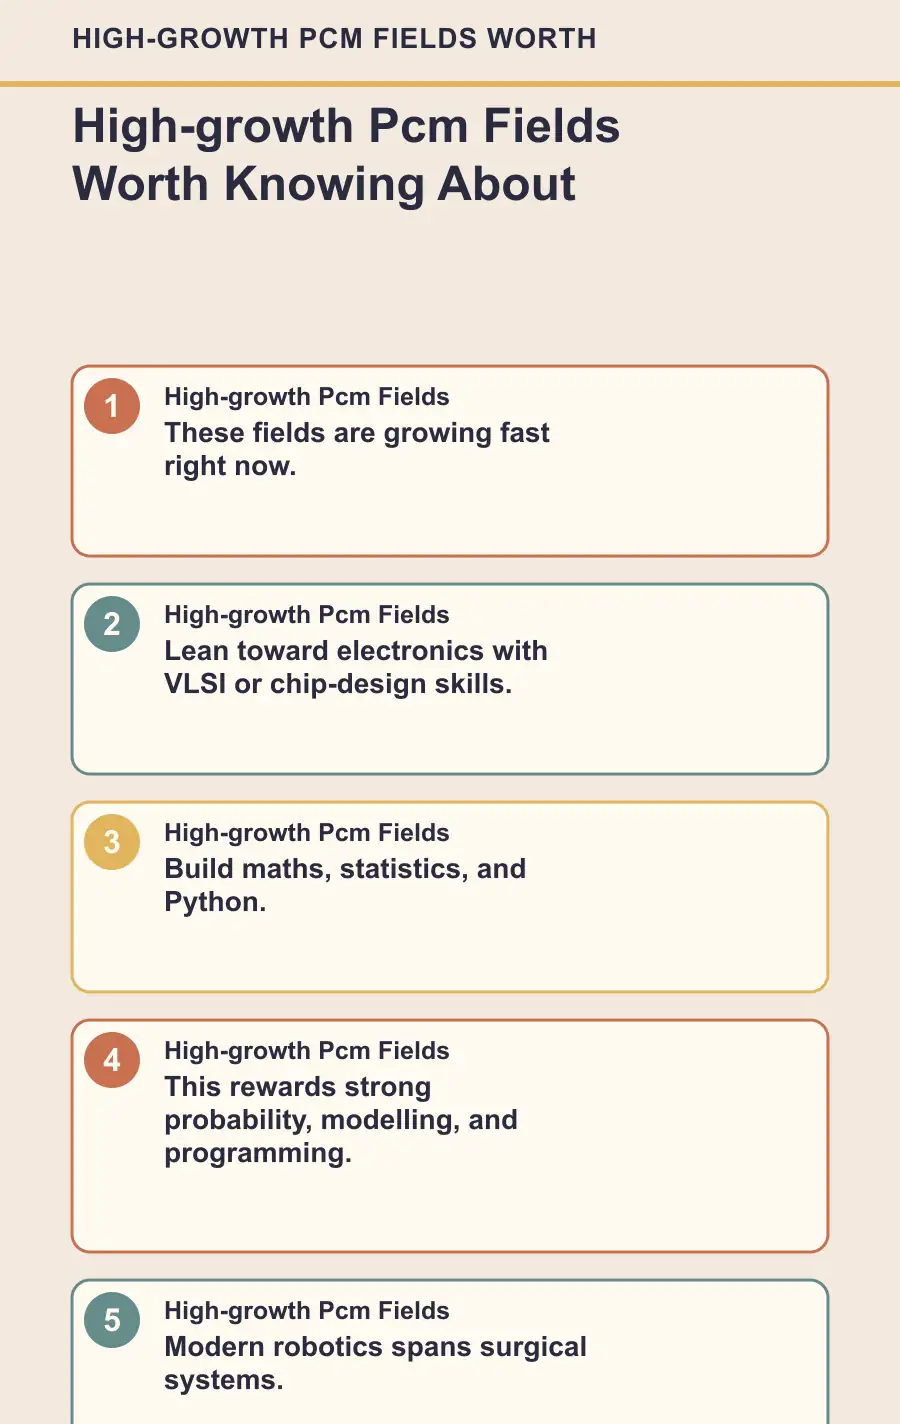 HIGH-GROWTH PCM FIELDS WORTH
High-growth Pcm Fields
Worth Knowing About
1
High-growth Pcm Fields
These fields are growing fast
right now.
2
High-growth Pcm Fields
Lean toward electronics with
VLSI or chip-design skills.
3
High-growth Pcm Fields
Build maths, statistics, and
Python.
4
High-growth Pcm Fields
This rewards strong
probability, modelling, and
programming.
5
High-growth Pcm Fields
Modern robotics spans surgical
systems.